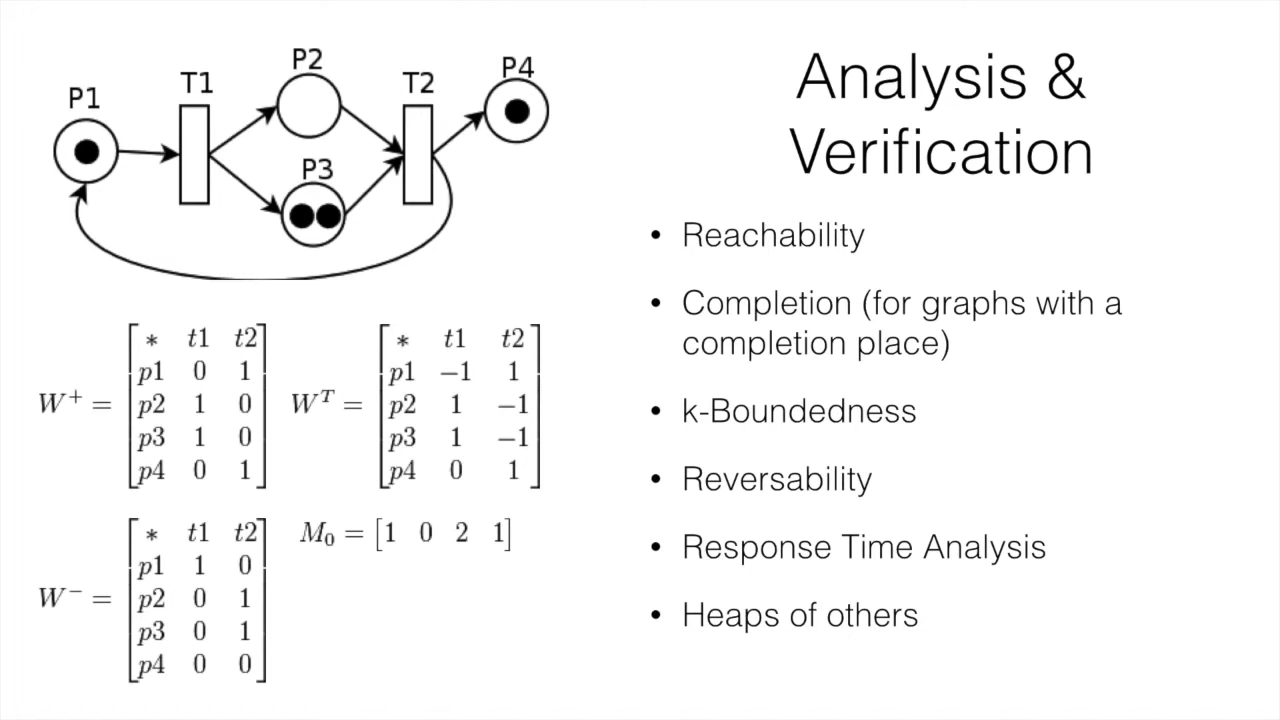 P1
T1
P2
P3
T2
P4
Analysis &
Verification
• Reachability
• Completion (for graphs with a
completion place)
• k-Boundedness
• Reversability
• Response Time Analysis
• Heaps of others
W⁺ =
* t1 t2
p1 0 1
p2 1 0
p3 1 0
p4 0 1
Wᵀ =
* t1 t2
p1 −1 1
p2 1 −1
p3 1 −1
p4 0 1
W⁻ =
* t1 t2
p1 1 0
p2 0 1
p3 0 1
p4 0 0
M₀ = [1 0 2 1]